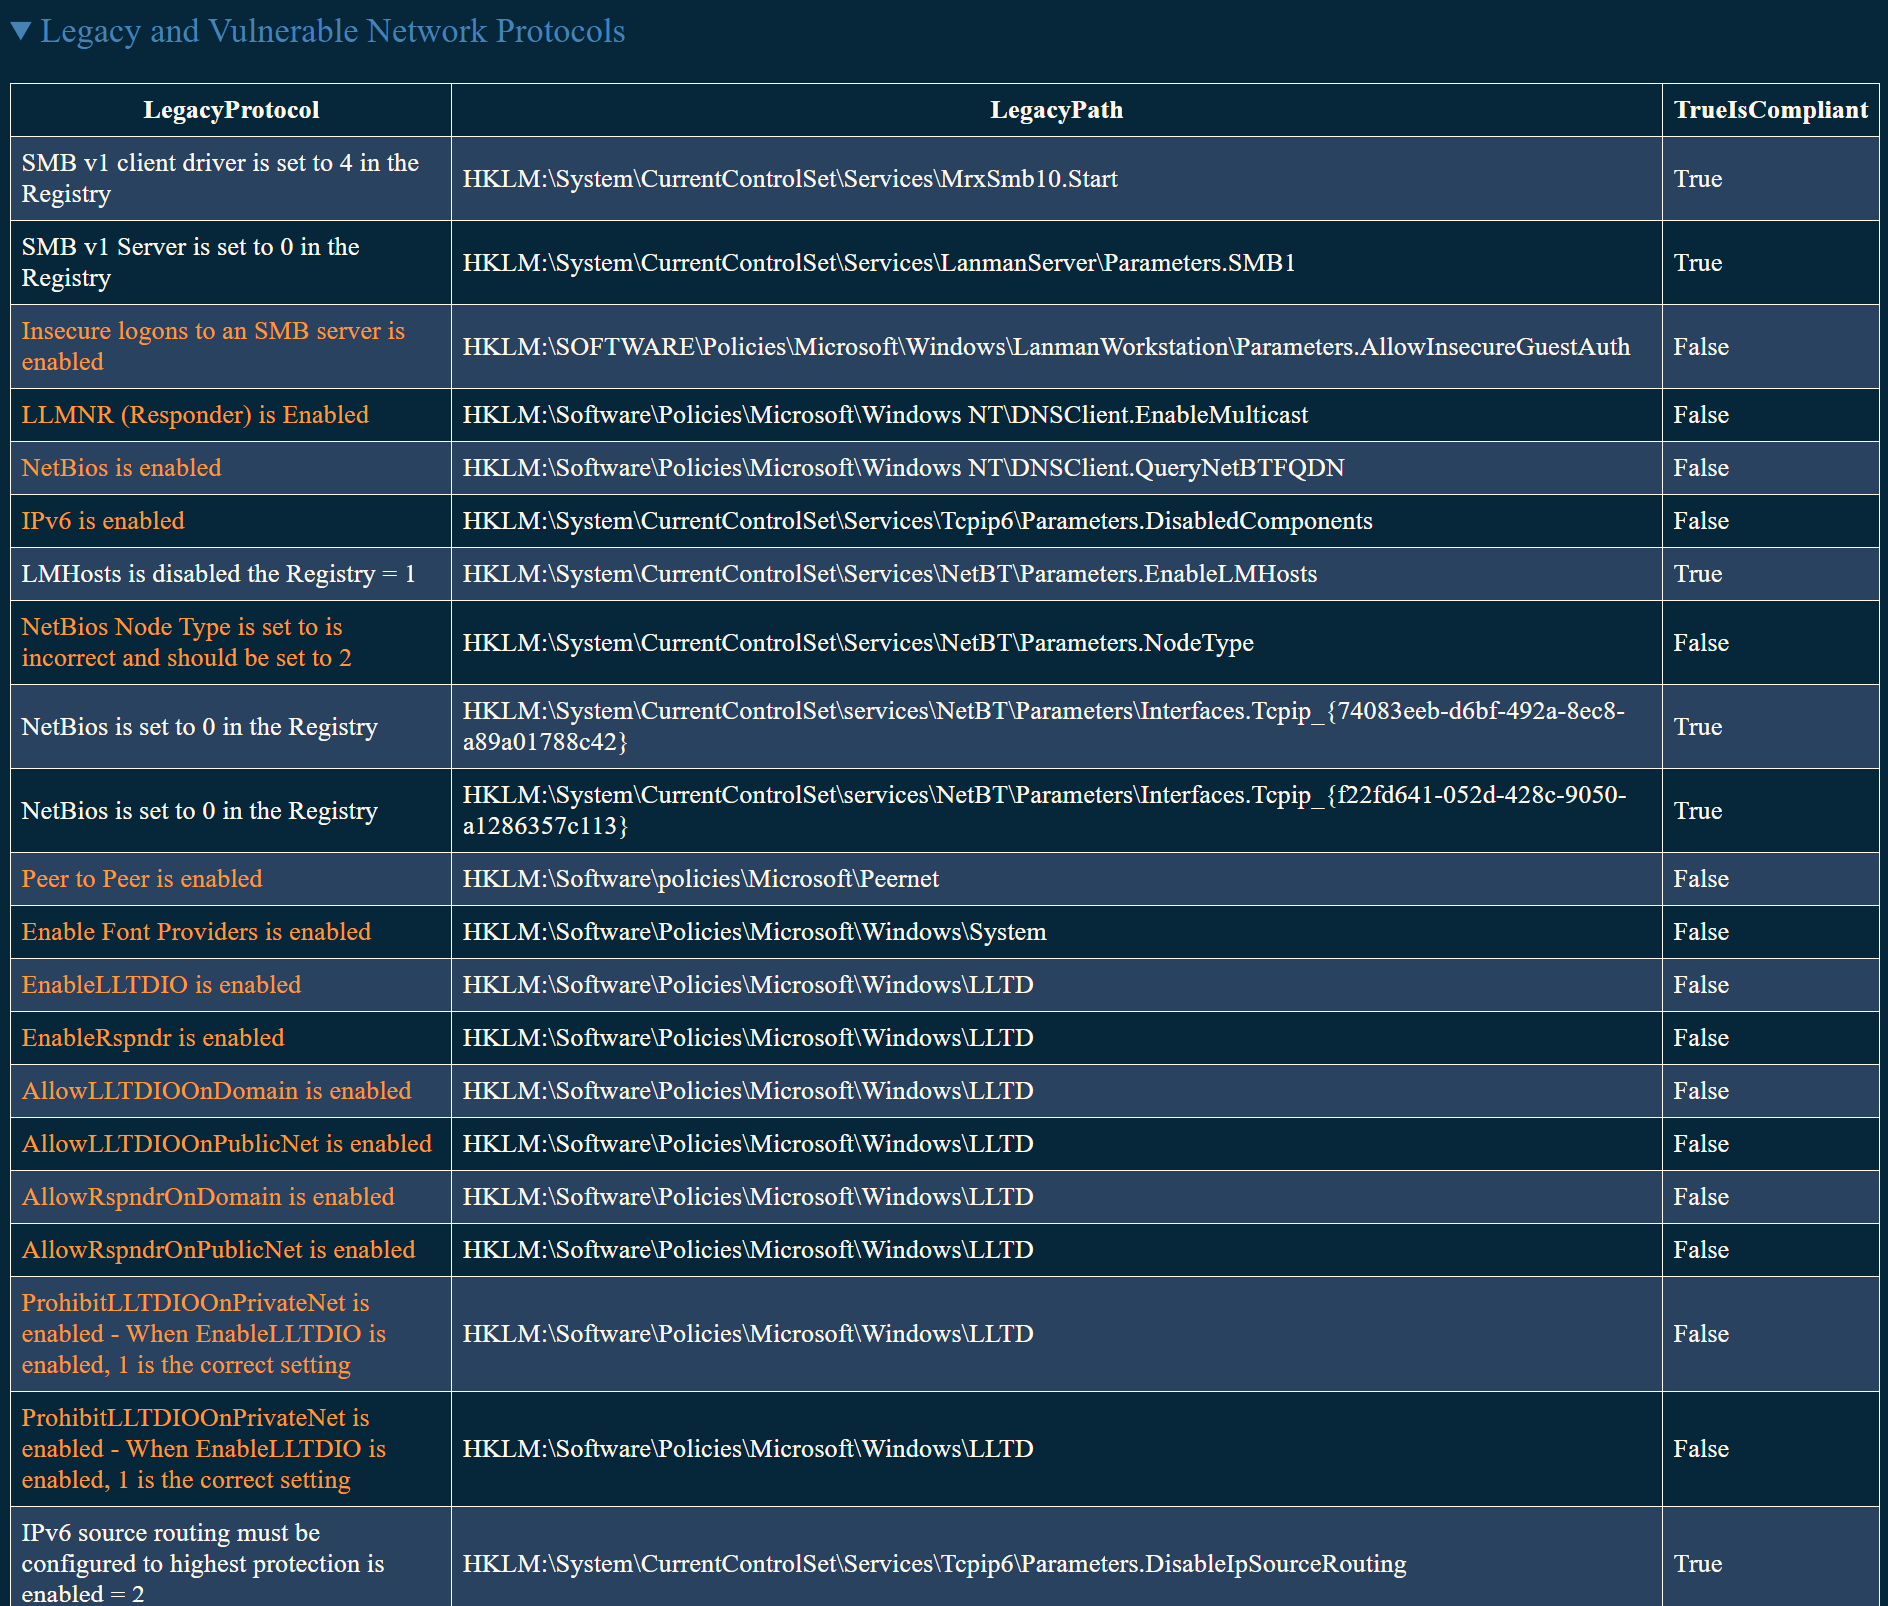 ▼ Legacy and Vulnerable Network Protocols
LegacyProtocol LegacyPath TrueIsCompliant
SMB v1 client driver is set to 4 in the
Registry
HKLM:\System\CurrentControlSet\Services\MrxSmb10.Start
True
SMB v1 Server is set to 0 in the
Registry
HKLM:\System\CurrentControlSet\Services\LanmanServer\Parameters.SMB1
True
Insecure logons to an SMB server is
enabled
HKLM:\SOFTWARE\Policies\Microsoft\Windows\LanmanWorkstation\Parameters.AllowInsecureGuestAuth
False
LLMNR (Responder) is Enabled HKLM:\Software\Policies\Microsoft\Windows NT\DNSClient.EnableMulticast False
NetBios is enabled HKLM:\Software\Policies\Microsoft\Windows NT\DNSClient.QueryNetBTFQDN False
IPv6 is enabled HKLM:\System\CurrentControlSet\Services\Tcpip6\Parameters.DisabledComponents False
LMHosts is disabled the Registry = 1 HKLM:\System\CurrentControlSet\Services\NetBT\Parameters.EnableLMHosts True
NetBios Node Type is set to is
incorrect and should be set to 2
HKLM:\System\CurrentControlSet\Services\NetBT\Parameters.NodeType
False
NetBios is set to 0 in the Registry
HKLM:\System\CurrentControlSet\services\NetBT\Parameters\Interfaces.Tcpip_{74083eeb-d6bf-492a-8ec8-
a89a01788c42}
True
NetBios is set to 0 in the Registry
HKLM:\System\CurrentControlSet\services\NetBT\Parameters\Interfaces.Tcpip_{f22fd641-052d-428c-9050-
a1286357c113}
True
Peer to Peer is enabled HKLM:\Software\policies\Microsoft\Peernet False
Enable Font Providers is enabled HKLM:\Software\Policies\Microsoft\Windows\System False
EnableLLTDIO is enabled HKLM:\Software\Policies\Microsoft\Windows\LLTD False
EnableRspndr is enabled HKLM:\Software\Policies\Microsoft\Windows\LLTD False
AllowLLTDIOOnDomain is enabled HKLM:\Software\Policies\Microsoft\Windows\LLTD False
AllowLLTDIOOnPublicNet is enabled HKLM:\Software\Policies\Microsoft\Windows\LLTD False
AllowRspndrOnDomain is enabled HKLM:\Software\Policies\Microsoft\Windows\LLTD False
AllowRspndrOnPublicNet is enabled HKLM:\Software\Policies\Microsoft\Windows\LLTD False
ProhibitLLTDIOOnPrivateNet is
enabled - When EnableLLTDIO is
enabled, 1 is the correct setting
HKLM:\Software\Policies\Microsoft\Windows\LLTD
False
ProhibitLLTDIOOnPrivateNet is
enabled - When EnableLLTDIO is
enabled, 1 is the correct setting
HKLM:\Software\Policies\Microsoft\Windows\LLTD
False
IPv6 source routing must be
configured to highest protection is
enabled = 2
HKLM:\System\CurrentControlSet\Services\Tcpip6\Parameters.DisableIpSourceRouting
True